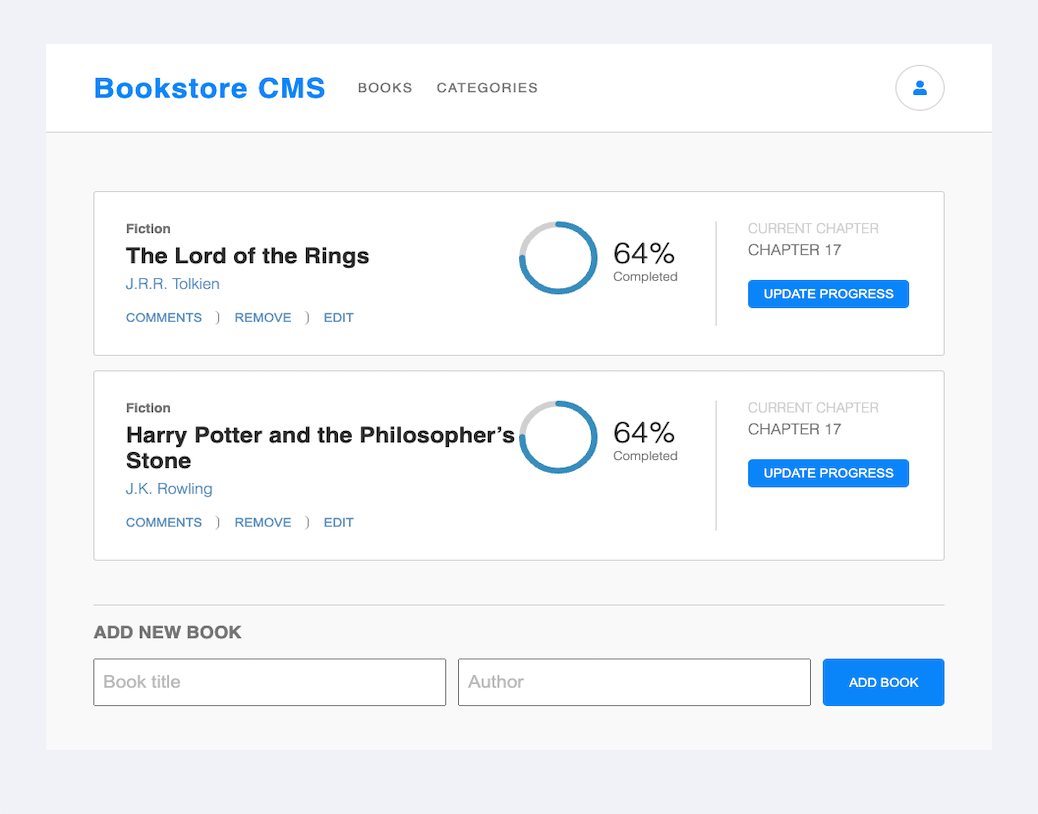 Bookstore CMS BOOKS CATEGORIES
Fiction
The Lord of the Rings
J.R.R. Tolkien
COMMENTS ) REMOVE ) EDIT
64%
Completed
CURRENT CHAPTER
CHAPTER 17
UPDATE PROGRESS
Fiction
Harry Potter and the Philosopher’s
Stone
J.K. Rowling
COMMENTS ) REMOVE ) EDIT
64%
Completed
CURRENT CHAPTER
CHAPTER 17
UPDATE PROGRESS
ADD NEW BOOK
Book title
Author
ADD BOOK